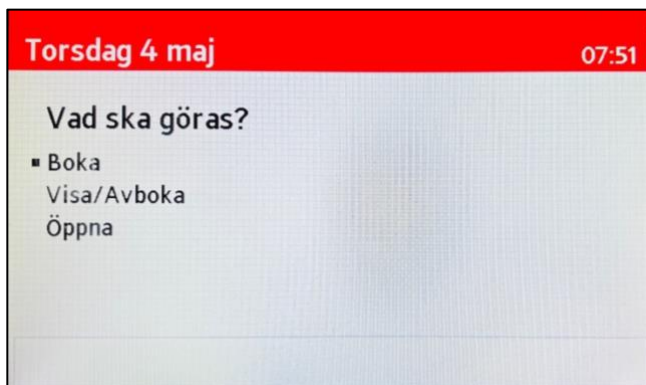 Torsdag 4 maj
07:51
Vad ska göras?
Boka
Visa/Avboka
Öppna